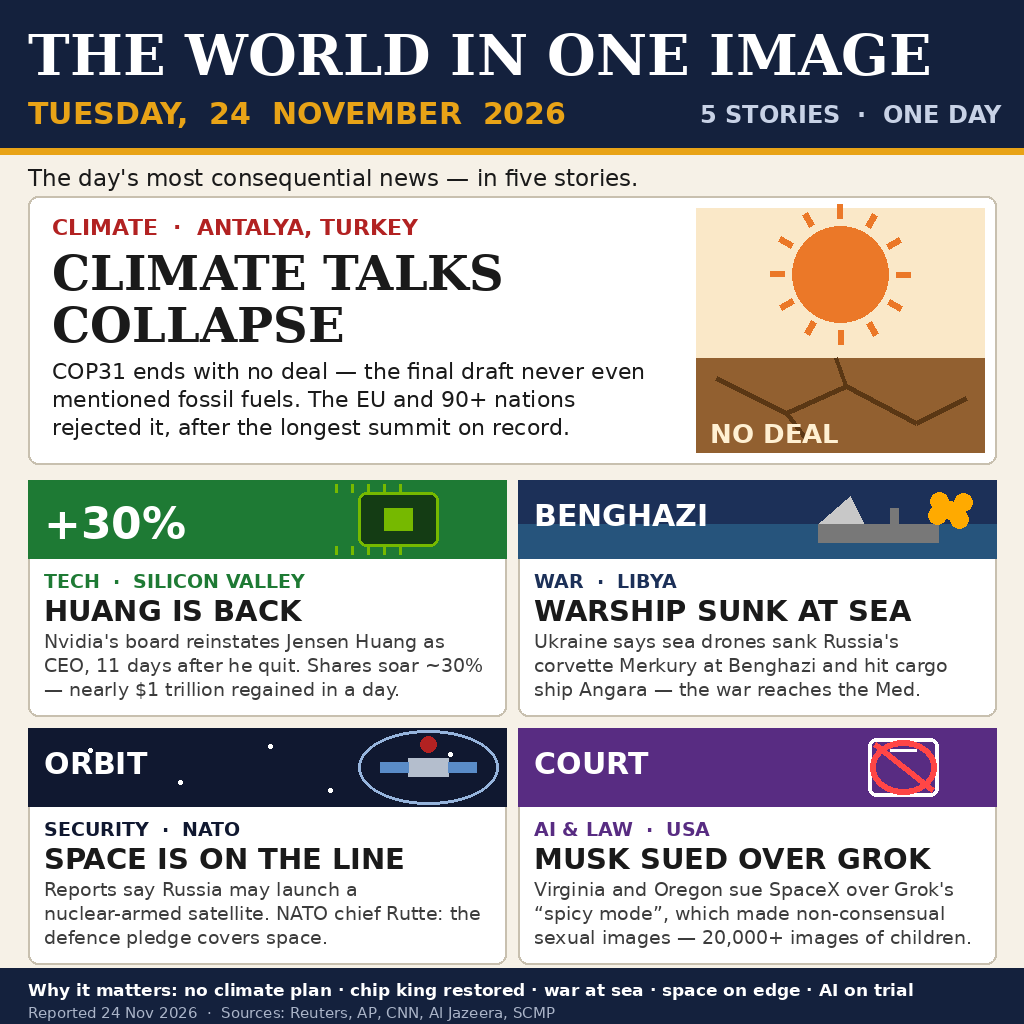 THE WORLD IN ONE IMAGE
TUESDAY, 24 NOVEMBER 2026
5 STORIES · ONE DAY
The day's most consequential news — in five stories.
CLIMATE · ANTALYA, TURKEY
CLIMATE TALKS
COLLAPSE
COP31 ends with no deal — the final draft never even
mentioned fossil fuels. The EU and 90+ nations
rejected it, after the longest summit on record.
NO DEAL
+30%
TECH · SILICON VALLEY
HUANG IS BACK
Nvidia's board reinstates Jensen Huang as
CEO, 11 days after he quit. Shares soar ~30%
— nearly $1 trillion regained in a day.
BENGHAZI
WAR · LIBYA
WARSHIP SUNK AT SEA
Ukraine says sea drones sank Russia's
corvette Merkury at Benghazi and hit cargo
ship Angara — the war reaches the Med.
ORBIT
SECURITY · NATO
SPACE IS ON THE LINE
Reports say Russia may launch a
nuclear-armed satellite. NATO chief Rutte: the
defence pledge covers space.
COURT
AI & LAW · USA
MUSK SUED OVER GROK
Virginia and Oregon sue SpaceX over Grok's
“spicy mode”, which made non-consensual
sexual images — 20,000+ images of children.
Why it matters: no climate plan · chip king restored · war at sea · space on edge · AI on trial
Reported 24 Nov 2026 · Sources: Reuters, AP, CNN, Al Jazeera, SCMP